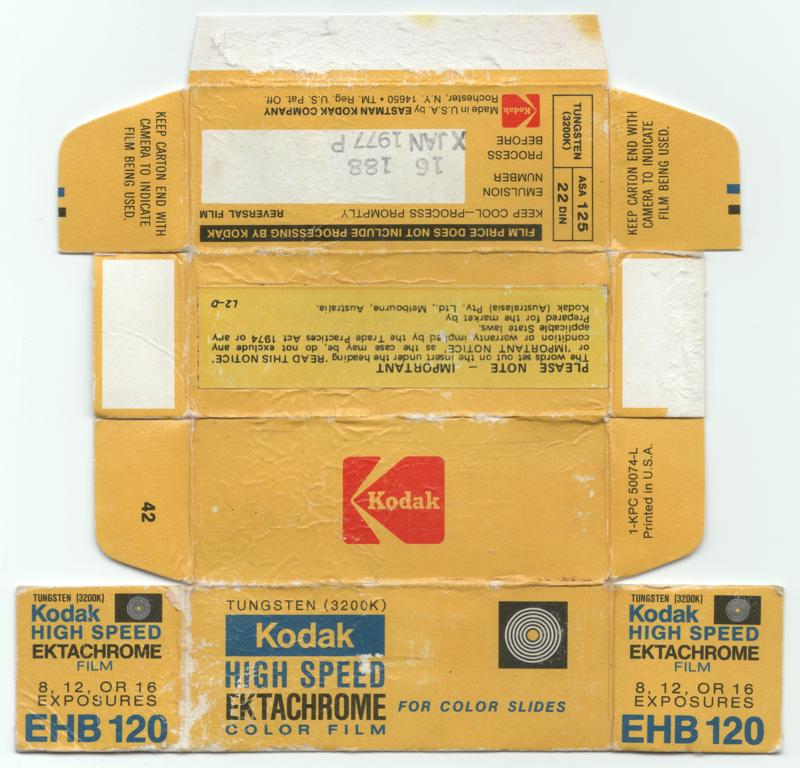 KEEP CARTON END WITH
CAMERA TO INDICATE
FILM BEING USED.
FILM PRICE DOES NOT INCLUDE PROCESSING BY KODAK
KEEP COOL—PROCESS PROMPTLY
REVERSAL FILM
EMULSION
NUMBER
16 188
PROCESS
BEFORE
X JAN 1977 P
Kodak
Made in U.S.A. by EASTMAN KODAK COMPANY
Rochester, N.Y. 14650 • TM. Reg. U.S. Pat. Off.
TUNGSTEN
(3200K)
ASA 125
22 DIN
KEEP CARTON END WITH
CAMERA TO INDICATE
FILM BEING USED.
PLEASE NOTE — IMPORTANT
The words set out on the insert under the heading 'READ THIS NOTICE'
or 'IMPORTANT NOTICE' as the case may be, do not exclude any
condition or warranty implied by the Trade Practices Act 1974 or any
applicable State laws.
Prepared for the market by
Kodak (Australasia) Pty. Ltd., Melbourne, Australia.
L2-D
42
Kodak
1-KPC 50074-L
Printed in U.S.A.
TUNGSTEN (3200K)
Kodak
HIGH SPEED
EKTACHROME
FILM
8, 12, OR 16
EXPOSURES
EHB 120
TUNGSTEN (3200K)
Kodak
HIGH SPEED
EKTACHROME
COLOR FILM
FOR COLOR SLIDES
TUNGSTEN (3200K)
Kodak
HIGH SPEED
EKTACHROME
FILM
8, 12, OR 16
EXPOSURES
EHB 120